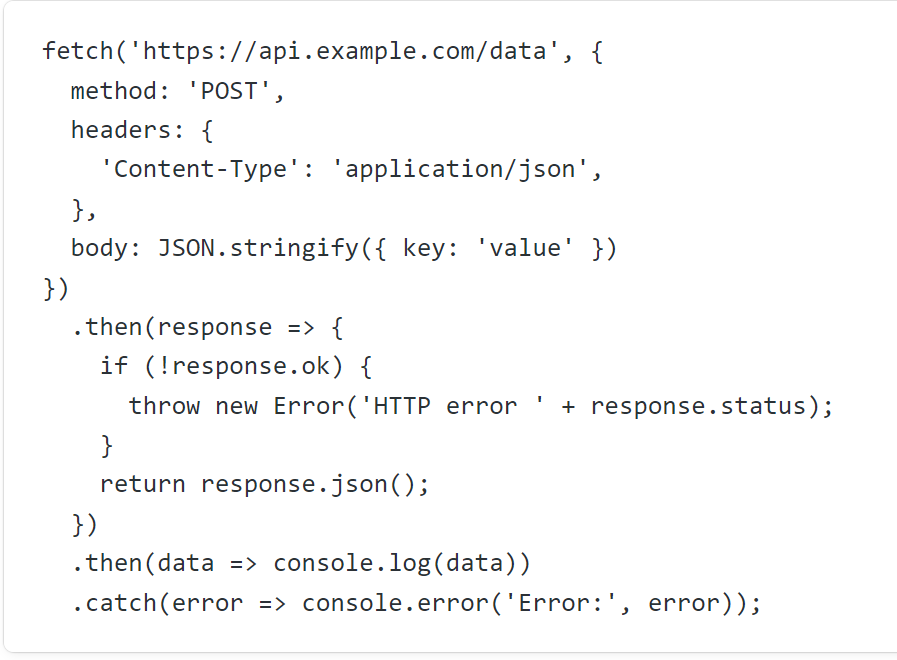 fetch('https://api.example.com/data', {
  method: 'POST',
  headers: {
    'Content-Type': 'application/json',
  },
  body: JSON.stringify({ key: 'value' })
})
  .then(response => {
    if (!response.ok) {
      throw new Error('HTTP error ' + response.status);
    }
    return response.json();
  })
  .then(data => console.log(data))
  .catch(error => console.error('Error:', error));